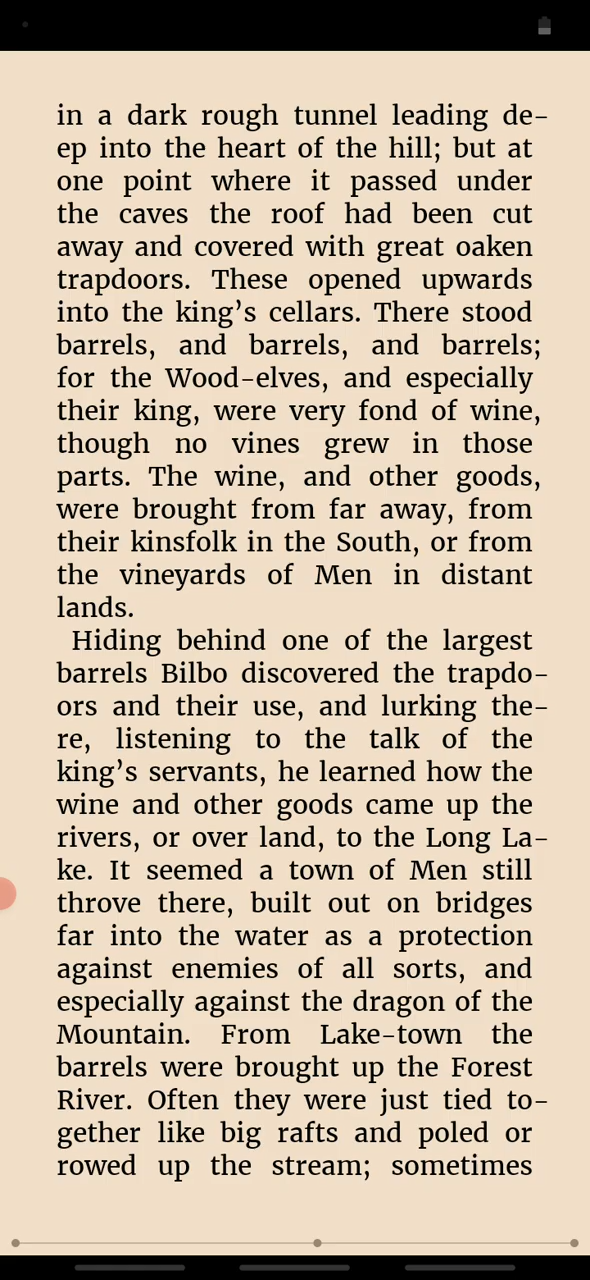 in a dark rough tunnel leading de-
ep into the heart of the hill; but at
one point where it passed under
the caves the roof had been cut
away and covered with great oaken
trapdoors. These opened upwards
into the king’s cellars. There stood
barrels, and barrels, and barrels;
for the Wood-elves, and especially
their king, were very fond of wine,
though no vines grew in those
parts. The wine, and other goods,
were brought from far away, from
their kinsfolk in the South, or from
the vineyards of Men in distant
lands.
Hiding behind one of the largest
barrels Bilbo discovered the trapdo-
ors and their use, and lurking the-
re, listening to the talk of the
king’s servants, he learned how the
wine and other goods came up the
rivers, or over land, to the Long La-
ke. It seemed a town of Men still
throve there, built out on bridges
far into the water as a protection
against enemies of all sorts, and
especially against the dragon of the
Mountain. From Lake-town the
barrels were brought up the Forest
River. Often they were just tied to-
gether like big rafts and poled or
rowed up the stream; sometimes